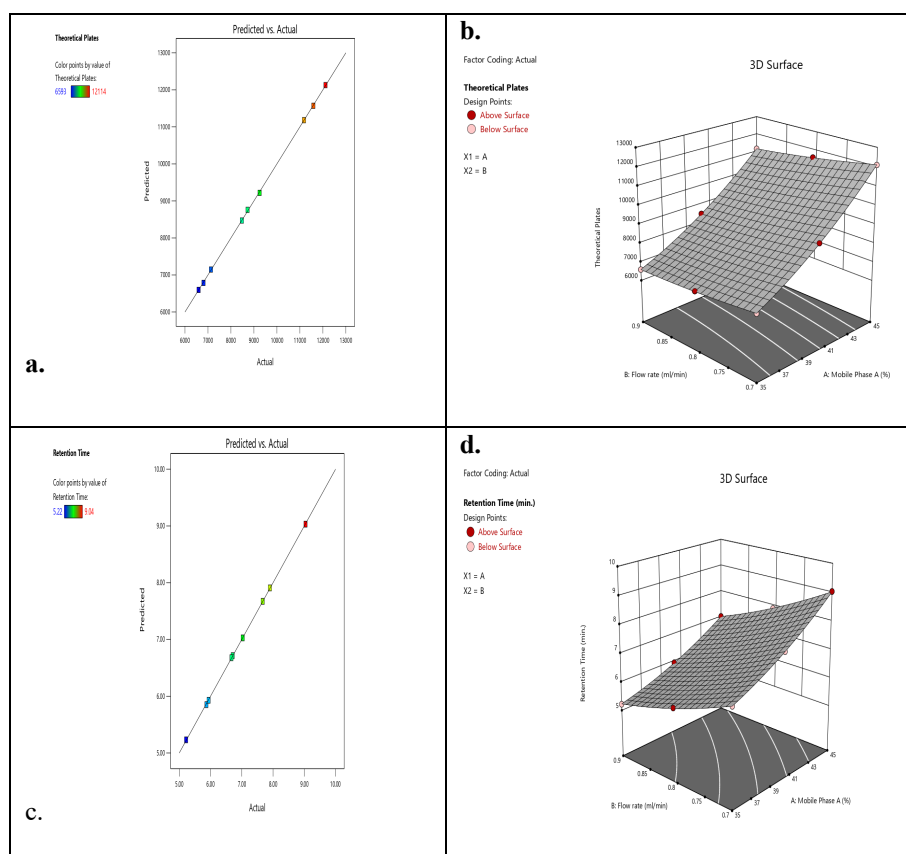 Predicted vs. Actual
Theoretical Plates
Color points by value of
Theoretical Plates:
6593 12114
13000
12000
11000
10000
9000
8000
7000
6000
Predicted
6000 7000 8000 9000 10000 11000 12000 13000
Actual
a.
b.
Factor Coding: Actual
3D Surface
Theoretical Plates
Design Points:
Above Surface
Below Surface
X1 = A
X2 = B
13000
12000
11000
10000
9000
8000
7000
6000
Theoretical Plates
0.9
0.85
0.8
0.75
0.7
B: Flow rate (ml/min)
35
37
39
41
43
45
A: Mobile Phase A (%)
Predicted vs. Actual
Retention Time
Color points by value of
Retention Time:
5.22 9.04
10.00
9.00
8.00
7.00
6.00
5.00
Predicted
5.00 6.00 7.00 8.00 9.00 10.00
Actual
c.
d.
Factor Coding: Actual
3D Surface
Retention Time (min.)
Design Points:
Above Surface
Below Surface
X1 = A
X2 = B
10
9
8
7
6
5
Retention Time (min.)
0.9
0.85
0.8
0.75
0.7
B: Flow rate (ml/min)
35
37
39
41
43
45
A: Mobile Phase A (%)